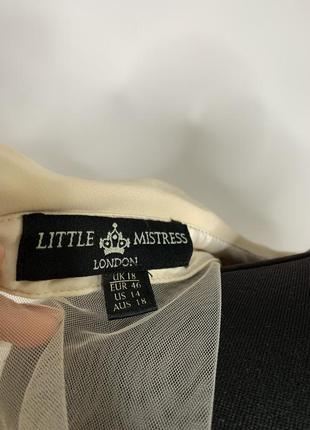 LITTLE MISTRESS
LONDON
UK 18
EUR 46
US 14
AUS 18